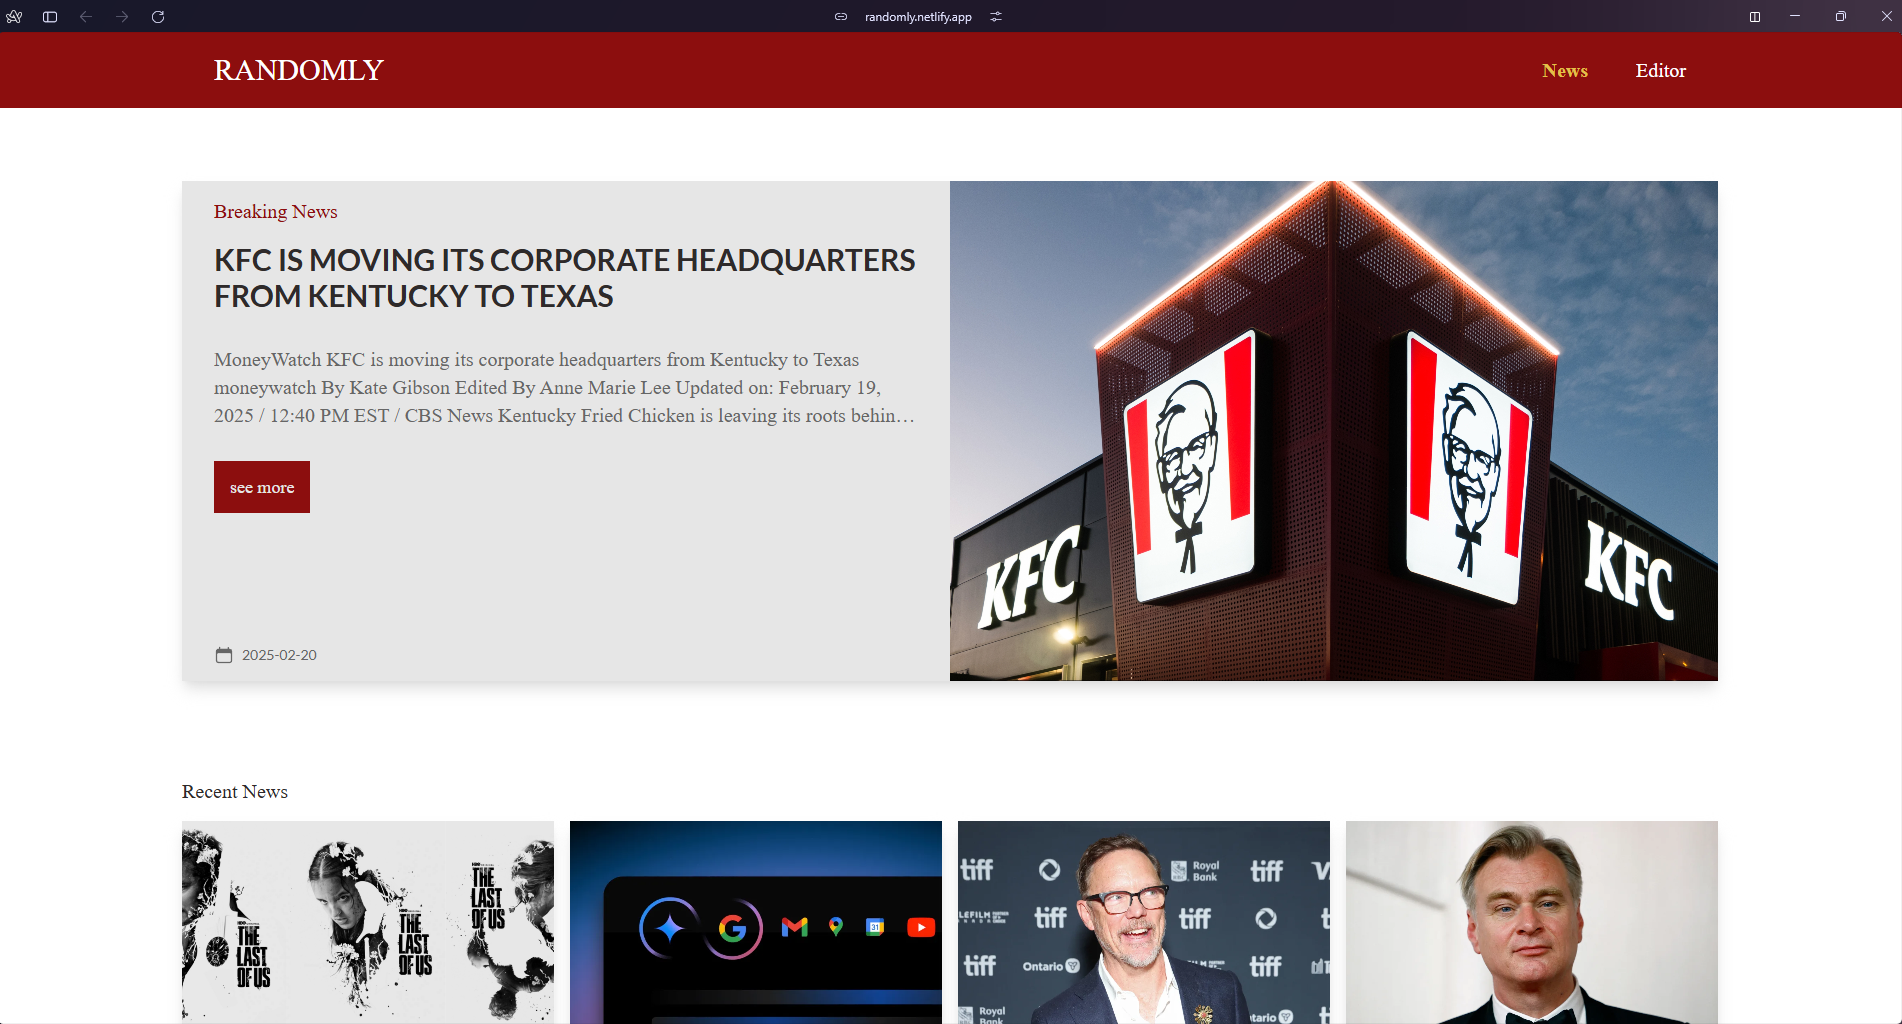 randomly.netlify.app
RANDOMLY
News
Editor
Breaking News
KFC IS MOVING ITS CORPORATE HEADQUARTERS
FROM KENTUCKY TO TEXAS
MoneyWatch KFC is moving its corporate headquarters from Kentucky to Texas
moneywatch By Kate Gibson Edited By Anne Marie Lee Updated on: February 19,
2025 / 12:40 PM EST / CBS News Kentucky Fried Chicken is leaving its roots behin…
see more
2025-02-20
KFC
KFC
Recent News
THE
LAST
OF US
THE
LAST
OF US
THE
LAST
OF US
G
31
tiff
Royal
Bank
tiff
tiff
tiff
tiff
Ontario
tiff
Royal
Bank
tario